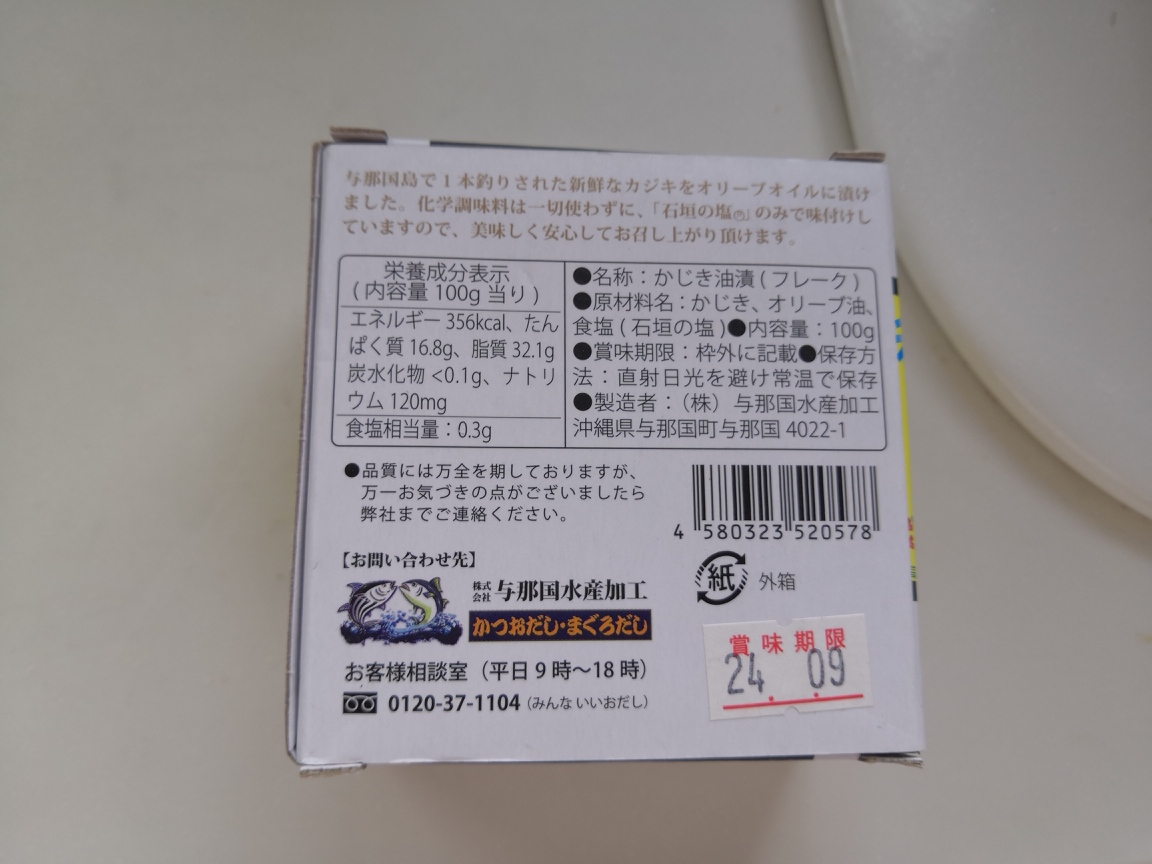 与那国島で1本釣りされた新鮮なカジキをオリーブオイルに漬け
ました。化学調味料は一切使わずに、「石垣の塩Ⓡ」のみで味付けし
ていますので、美味しく安心してお召し上がり頂けます。
栄養成分表示
(内容量 100g 当り)
エネルギー 356kcal、たん
ぱく質 16.8g、脂質 32.1g
炭水化物 <0.1g、ナトリ
ウム 120mg
食塩相当量：0.3g
●名称：かじき油漬(フレーク)
●原材料名：かじき、オリーブ油、
食塩(石垣の塩)●内容量：100g
●賞味期限：枠外に記載●保存方
法：直射日光を避け常温で保存
●製造者：（株）与那国水産加工
沖縄県与那国町与那国 4022-1
●品質には万全を期しておりますが、
万一お気づきの点がございましたら
弊社までご連絡ください。
4 580323 520578
紙 外箱
【お問い合わせ先】
株式会社 与那国水産加工
かつおだし・まぐろだし
お客様相談室（平日9時〜18時）
0120-37-1104（みんないいおだし）
賞味期限
24. 09